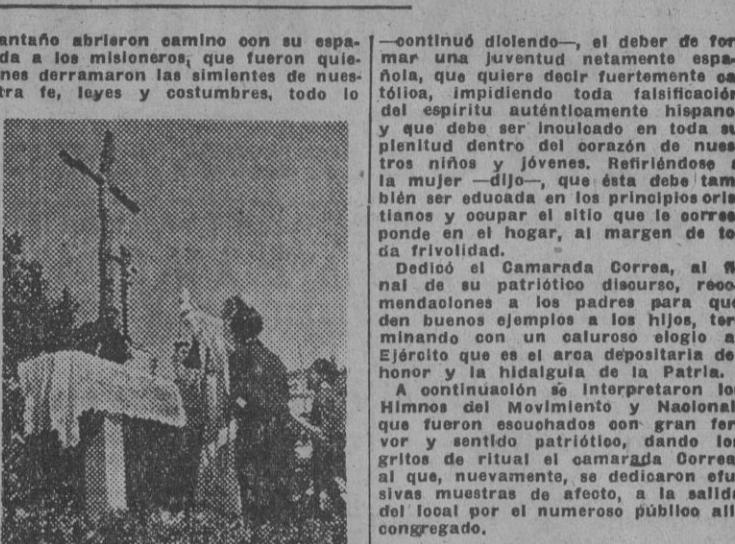 antaño abrieron camino con su espa-
da a los misioneros, que fueron quie-
nes derramaron las simientes de nues-
tra fe, leyes y costumbres, todo lo
—continuó diciendo—, el deber de for
mar una juventud netamente espa-
ñola, que quiere decir fuertemente ca
tólica, impidiendo toda falsificación
del espíritu auténticamente hispano
y que debe ser inculcado en toda su
plenitud dentro del corazón de nues
tros niños y jóvenes. Refiriéndose a
la mujer —dijo—, que ésta debe tam
bién ser educada en los principios cris
tianos y ocupar el sitio que le corres
ponde en el hogar, al margen de to
da frivolidad.
Dedicó el Camarada Correa, al fi
nal de su patriótico discurso, reco
mendaciones a los padres para que
den buenos ejemplos a los hijos, ter
minando con un caluroso elogio a
Ejército que es el arca depositaria de
honor y la hidalguía de la Patria.
A continuación se interpretaron lo
Himnos del Movimiento y Nacional
que fueron escuchados con gran fer
vor y sentido patriótico, dando lo
gritos de ritual el camarada Correa
al que, nuevamente, se dedicaron efu
sivas muestras de afecto, a la salida
del local por el numeroso público all
congregado.